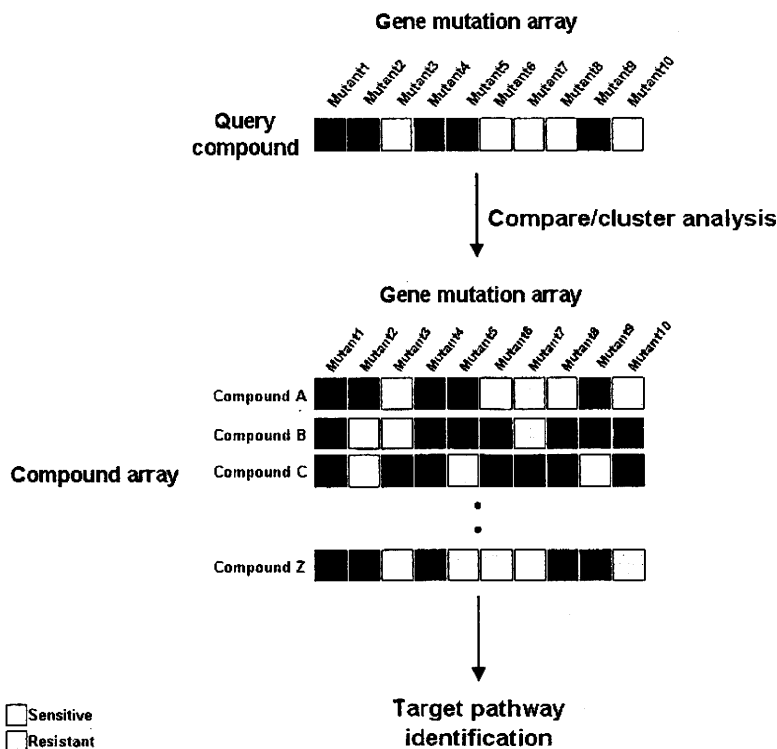 Gene mutation array
Mutant1 Mutant2 Mutant3 Mutant4 Mutant5 Mutant6 Mutant7 Mutant8 Mutant9 Mutant10
Query
compound
Compare/cluster analysis
Gene mutation array
Mutant1 Mutant2 Mutant3 Mutant4 Mutant5 Mutant6 Mutant7 Mutant8 Mutant9 Mutant10
Compound A
Compound B
Compound array
Compound C
Compound Z
Target pathway
identification
Sensitive
Resistant